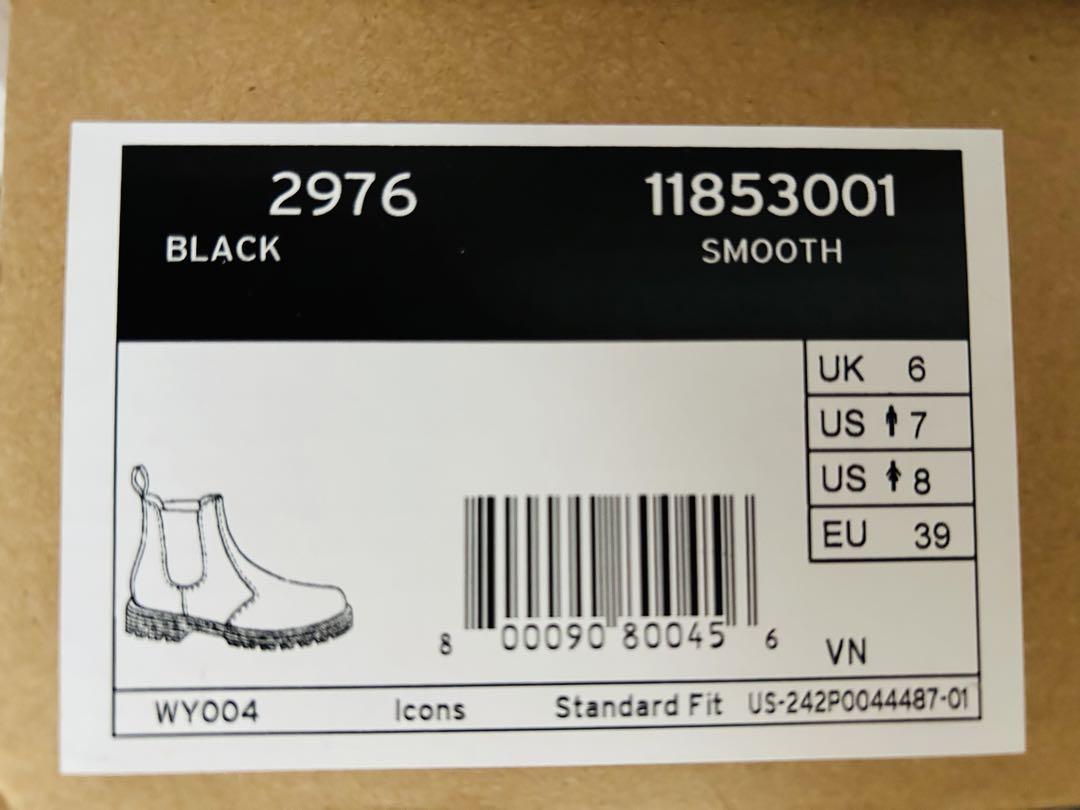 2976 11853001
BLACK SMOOTH
UK 6
US 7
US 8
EU 39
8 00090 80045 6
VN
WY004 Icons Standard Fit US-242P0044487-01